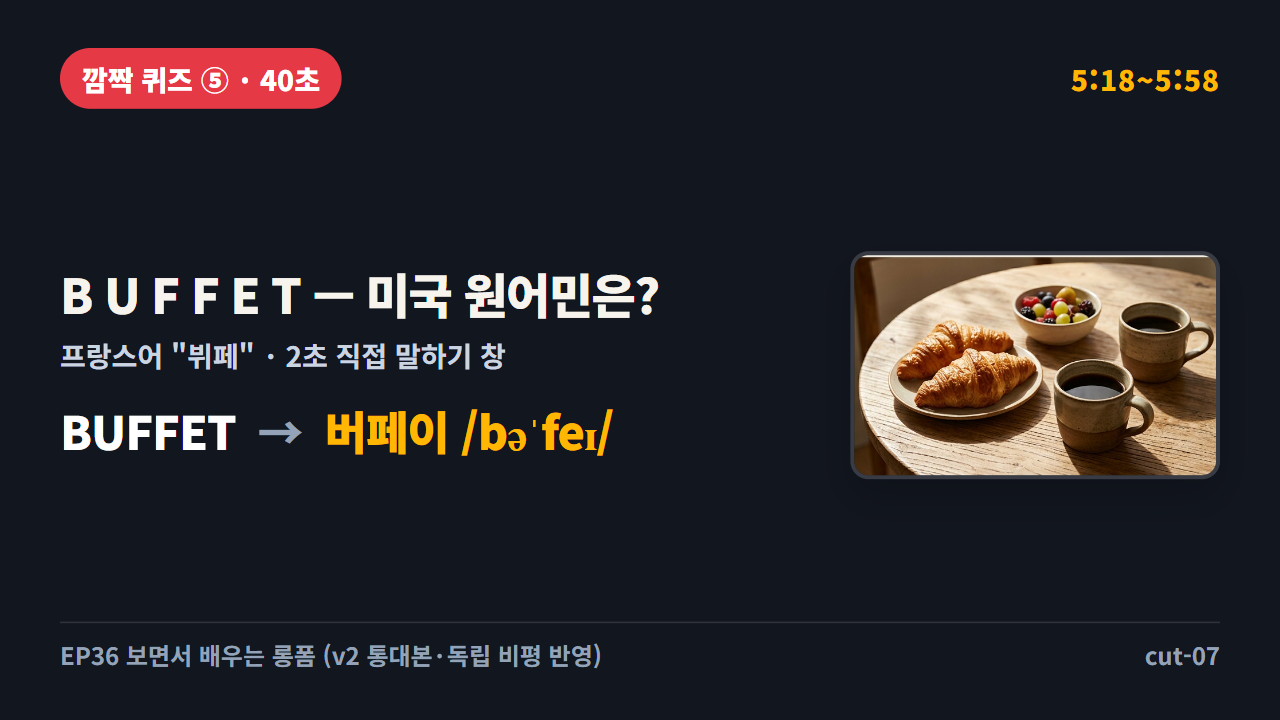 깜짝 퀴즈 ⑤ · 40초
5:18~5:58
B U F F E T — 미국 원어민은?
프랑스어 "뷔페" · 2초 직접 말하기 창
BUFFET → 버페이 /bəˈfeɪ/
EP36 보면서 배우는 롱폼 (v2 통대본·독립 비평 반영)
cut-07